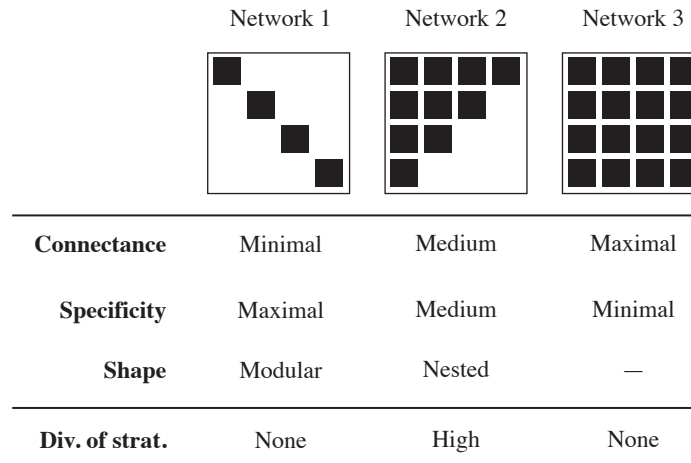 Network 1 Network 2 Network 3
Connectance Minimal Medium Maximal
Specificity Maximal Medium Minimal
Shape Modular Nested —
Div. of strat. None High None